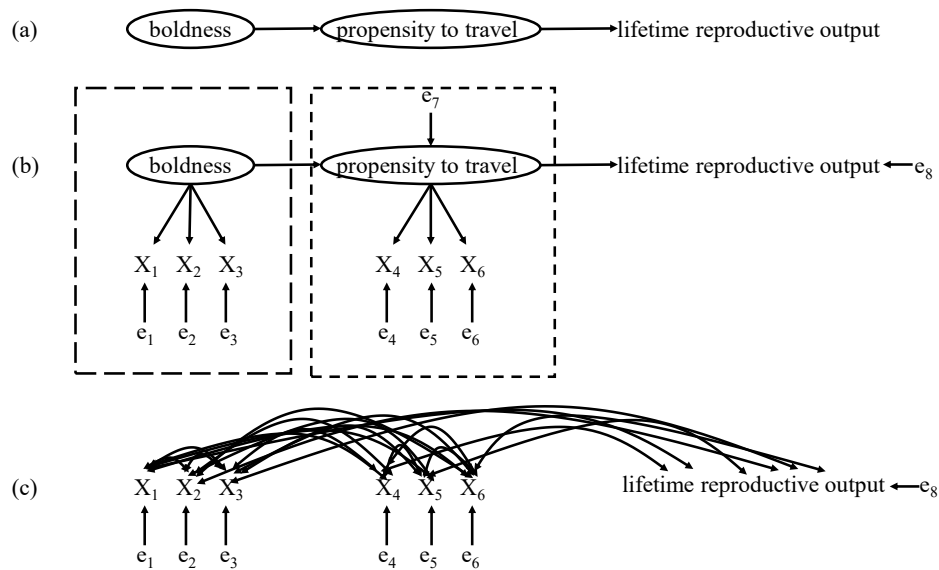 (a) boldness propensity to travel lifetime reproductive output
e₇
(b) boldness propensity to travel lifetime reproductive output e₈
X₁ X₂ X₃ X₄ X₅ X₆
e₁ e₂ e₃ e₄ e₅ e₆
(c) X₁ X₂ X₃ X₄ X₅ X₆ lifetime reproductive output e₈
e₁ e₂ e₃ e₄ e₅ e₆